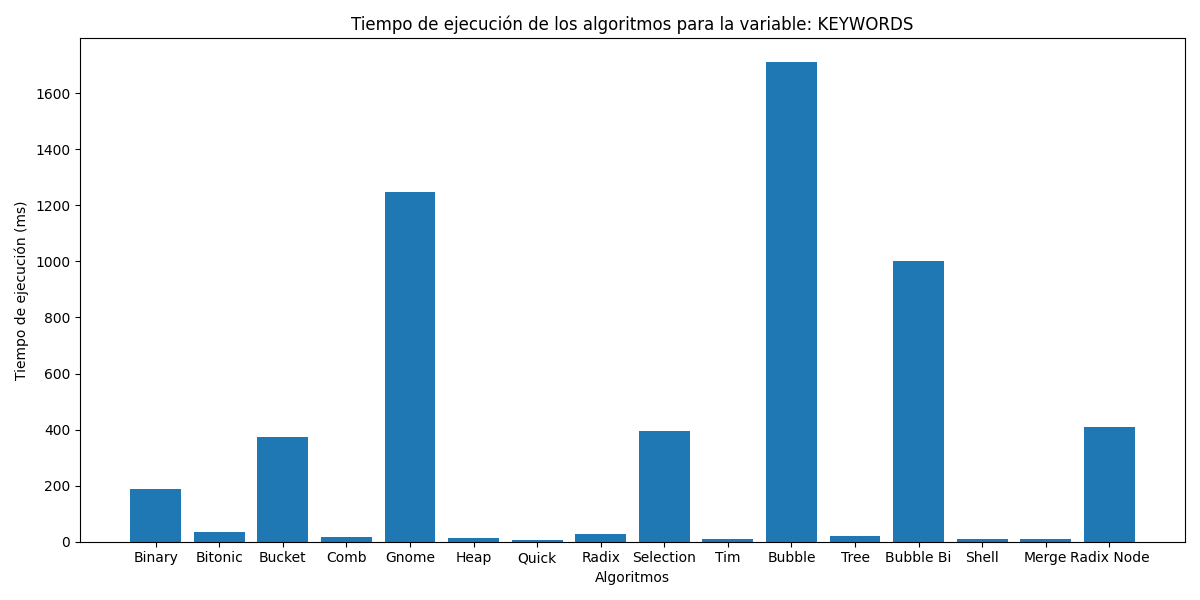 Tiempo de ejecución de los algoritmos para la variable: KEYWORDS
Tiempo de ejecución (ms)
1600
1400
1200
1000
800
600
400
200
0
Binary Bitonic Bucket Comb Gnome Heap Quick Radix Selection Tim Bubble Tree Bubble Bi Shell Merge Radix Node
Algoritmos